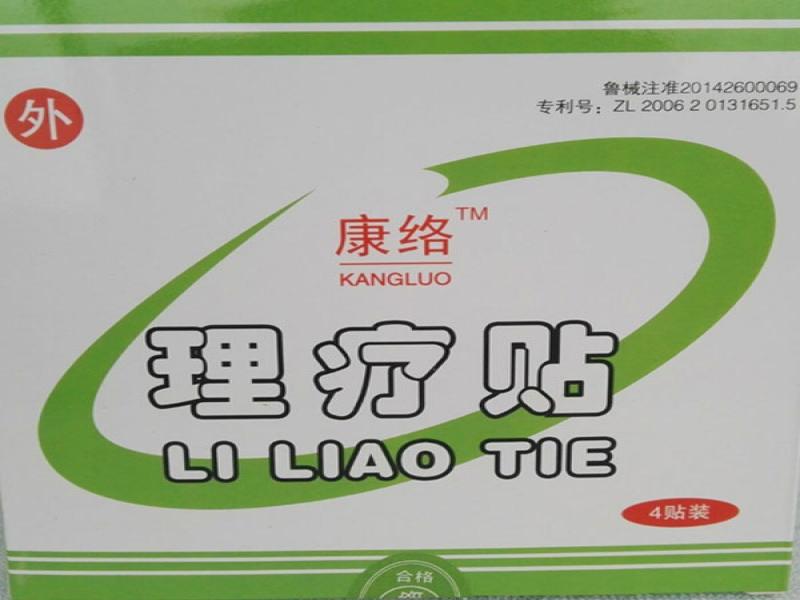 外
鲁械注准20142600069
专利号：ZL 2006 2 0131651.5
康络TM
KANGLUO
理疗贴
LI LIAO TIE
4贴装
合格